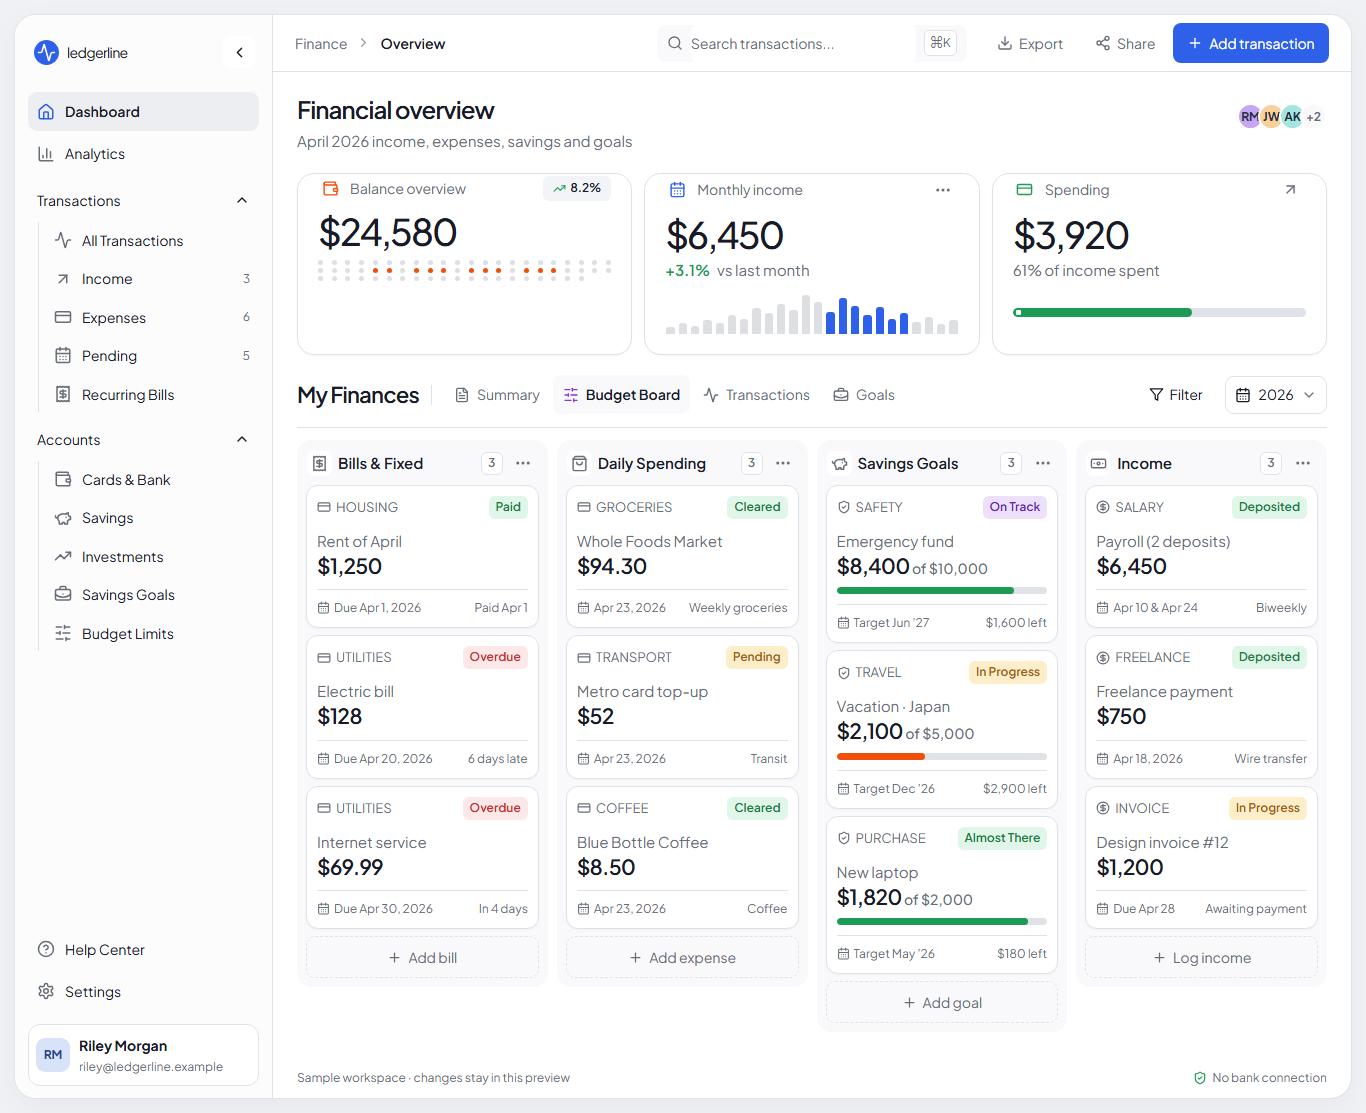 ledgerline
Dashboard
Analytics
Transactions
All Transactions
Income 3
Expenses 6
Pending 5
Recurring Bills
Accounts
Cards & Bank
Savings
Investments
Savings Goals
Budget Limits
Help Center
Settings
RM
Riley Morgan
riley@ledgerline.example
Finance > Overview
Search transactions... ⌘K
Export
Share
+ Add transaction
Financial overview
April 2026 income, expenses, savings and goals
RM JW AK +2
Balance overview 8.2%
$24,580
Monthly income
$6,450
+3.1% vs last month
Spending
$3,920
61% of income spent
My Finances
Summary
Budget Board
Transactions
Goals
Filter
2026
Bills & Fixed 3
HOUSING Paid
Rent of April
$1,250
Due Apr 1, 2026 Paid Apr 1
UTILITIES Overdue
Electric bill
$128
Due Apr 20, 2026 6 days late
UTILITIES Overdue
Internet service
$69.99
Due Apr 30, 2026 In 4 days
+ Add bill
Daily Spending 3
GROCERIES Cleared
Whole Foods Market
$94.30
Apr 23, 2026 Weekly groceries
TRANSPORT Pending
Metro card top-up
$52
Apr 23, 2026 Transit
COFFEE Cleared
Blue Bottle Coffee
$8.50
Apr 23, 2026 Coffee
+ Add expense
Savings Goals 3
SAFETY On Track
Emergency fund
$8,400 of $10,000
Target Jun '27 $1,600 left
TRAVEL In Progress
Vacation · Japan
$2,100 of $5,000
Target Dec '26 $2,900 left
PURCHASE Almost There
New laptop
$1,820 of $2,000
Target May '26 $180 left
+ Add goal
Income 3
SALARY Deposited
Payroll (2 deposits)
$6,450
Apr 10 & Apr 24 Biweekly
FREELANCE Deposited
Freelance payment
$750
Apr 18, 2026 Wire transfer
INVOICE In Progress
Design invoice #12
$1,200
Due Apr 28 Awaiting payment
+ Log income
Sample workspace · changes stay in this preview
No bank connection